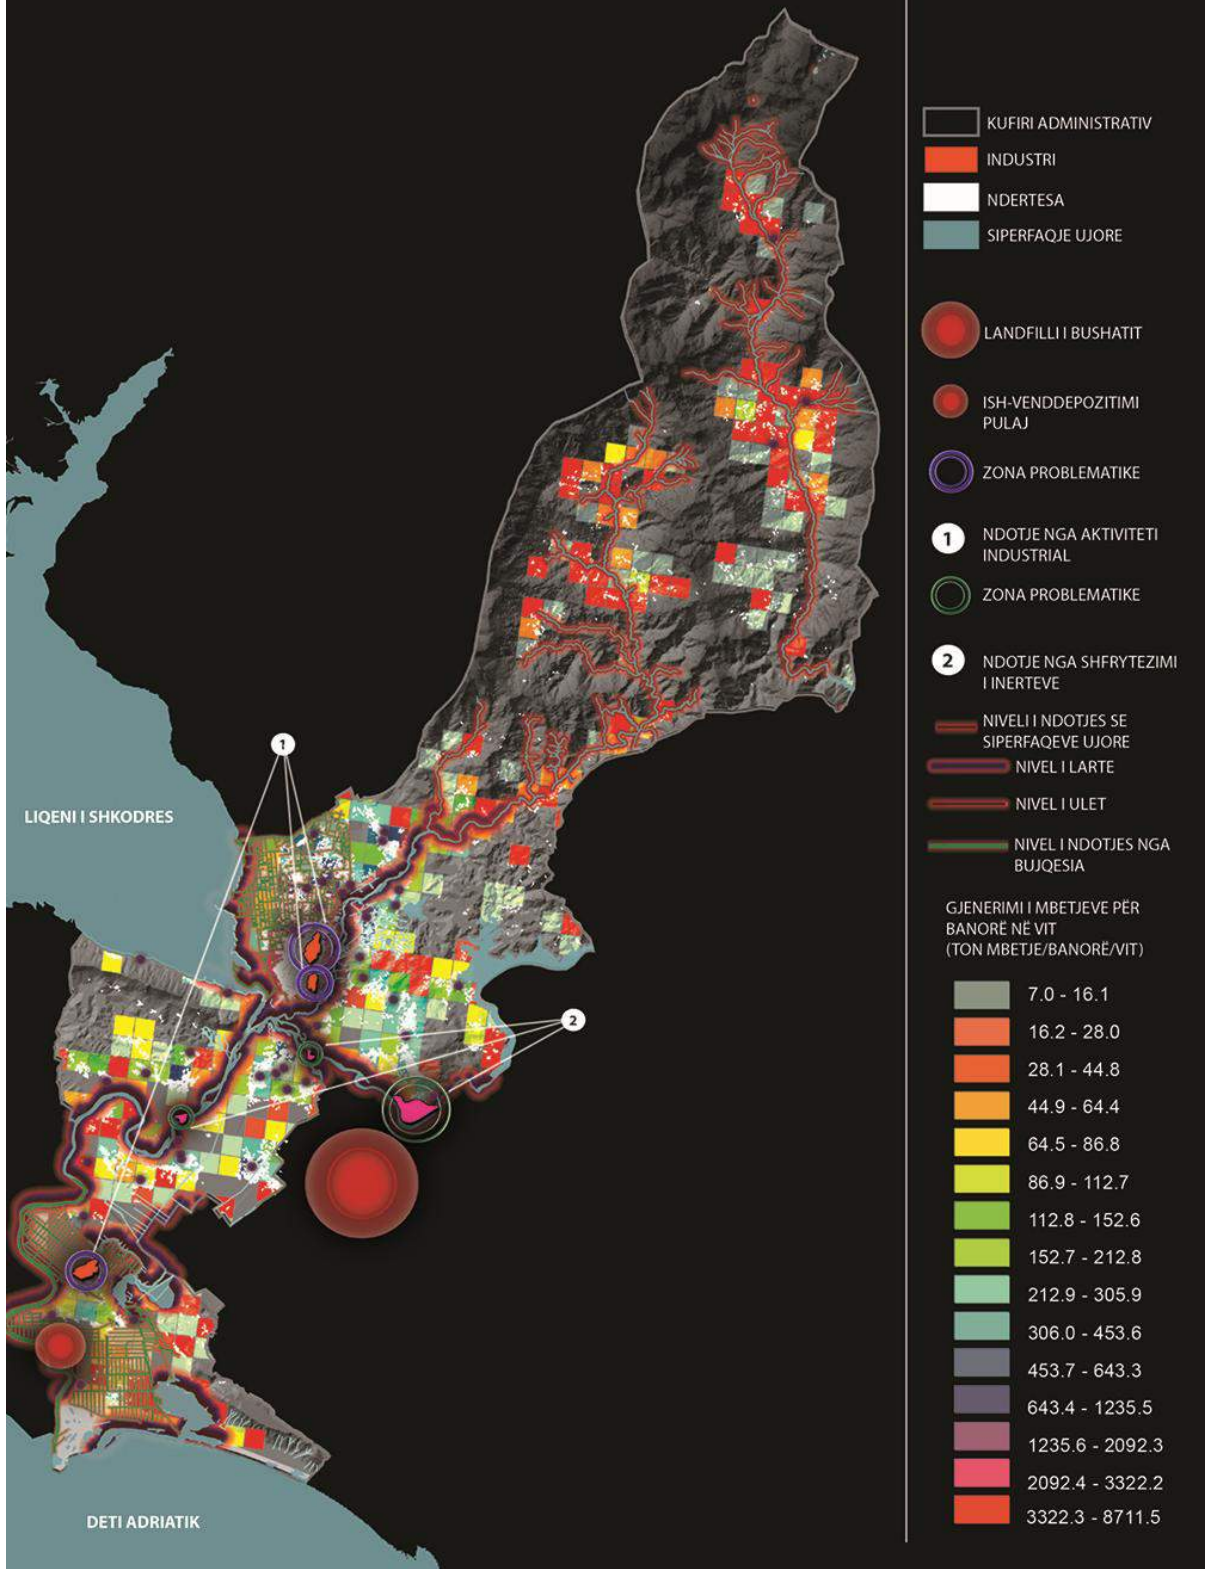 KUFIRI ADMINISTRATIV
INDUSTRI
NDERTESA
SIPERFAQJE UJORE
LANDFILLI I BUSHATIT
ISH-VENDDEPOZITIMI
PULAJ
ZONA PROBLEMATIKE
1
NDOTJE NGA AKTIVITETI
INDUSTRIAL
ZONA PROBLEMATIKE
2
NDOTJE NGA SHFRYTEZIMI
I INERTEVE
NIVELI I NDOTJES SE
SIPERFAQEVE UJORE
NIVEL I LARTE
NIVEL I ULET
NIVEL I NDOTJES NGA
BUJQESIA
GJENERIMI I MBETJEVE PËR
BANORË NË VIT
(TON MBETJE/BANORË/VIT)
7.0 - 16.1
16.2 - 28.0
28.1 - 44.8
44.9 - 64.4
64.5 - 86.8
86.9 - 112.7
112.8 - 152.6
152.7 - 212.8
212.9 - 305.9
306.0 - 453.6
453.7 - 643.3
643.4 - 1235.5
1235.6 - 2092.3
2092.4 - 3322.2
3322.3 - 8711.5
1
LIQENI I SHKODRES
2
DETI ADRIATIK